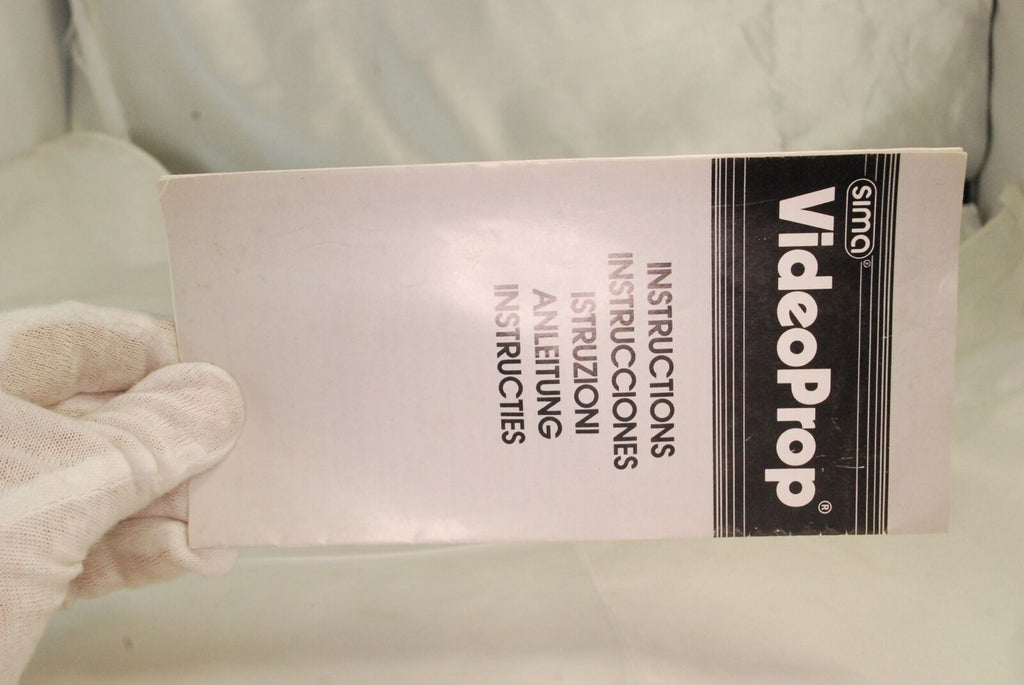 sima®
VideoProp®
INSTRUCTIONS
INSTRUCCIONES
ISTRUZIONI
ANLEITUNG
INSTRUCTIES